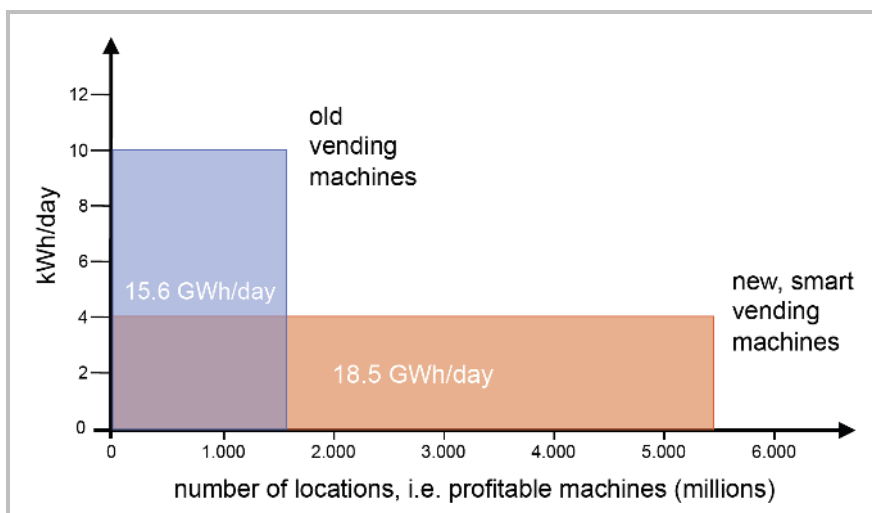 12
10
8
6
4
2
0
kWh/day
old
vending
machines
15.6 GWh/day
new, smart
vending
machines
18.5 GWh/day
0 1.000 2.000 3.000 4.000 5.000 6.000
number of locations, i.e. profitable machines (millions)